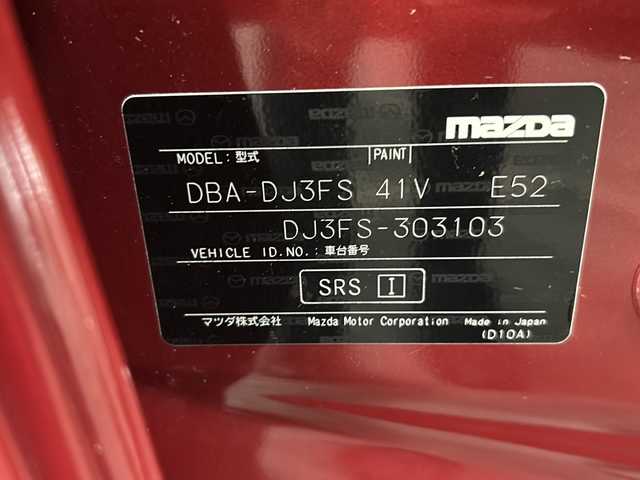 mazda
MODEL: 型式 PAINT
DBA-DJ3FS 41V E52
DJ3FS-303103
VEHICLE ID.NO.: 車台番号
SRS I
マツダ株式会社 Mazda Motor Corporation Made in Japan
(D10A)